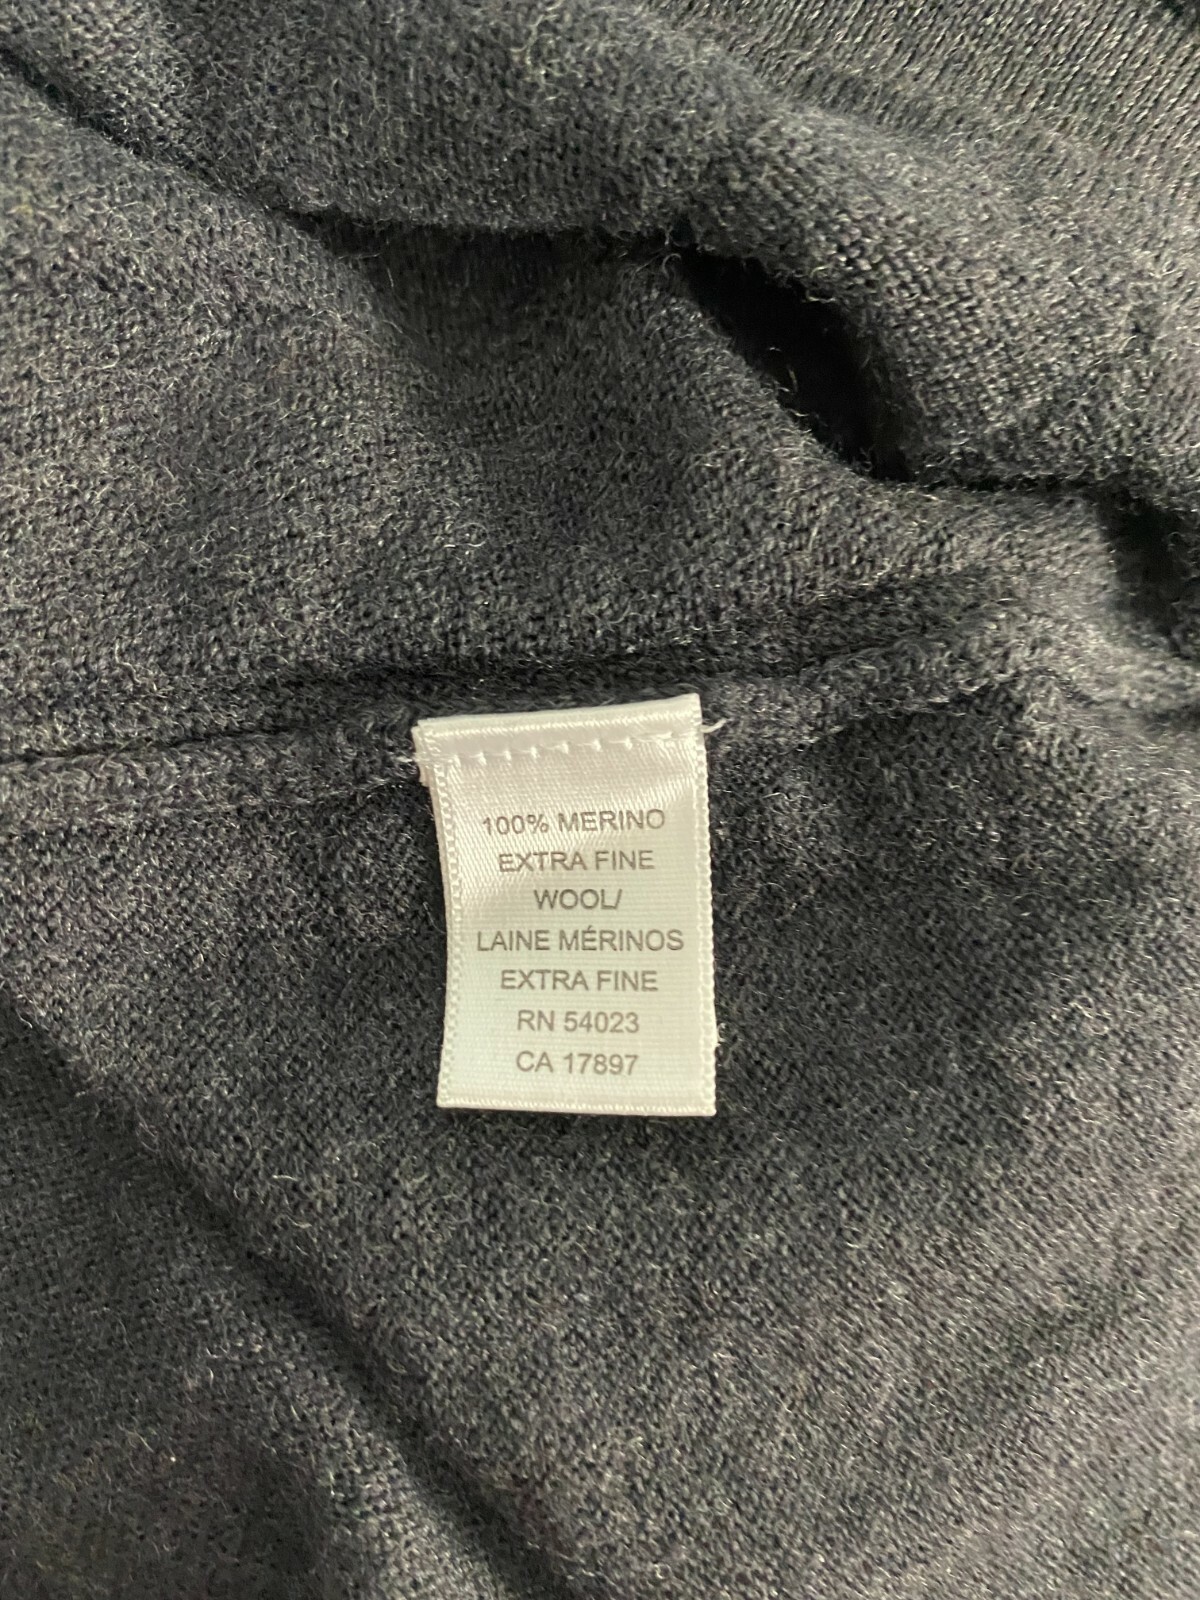 100% MERINO
EXTRA FINE
WOOL/
LAINE MÉRINOS
EXTRA FINE
RN 54023
CA 17897